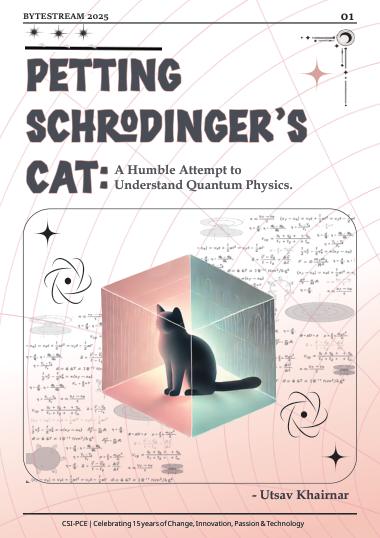 BYTESTREAM 2025
01
PETTING
SCHRODINGER'S
CAT:
A Humble Attempt to
Understand Quantum Physics.
- Utsav Khairnar
CSI-PCE | Celebrating 15 years of Change, Innovation, Passion & Technology